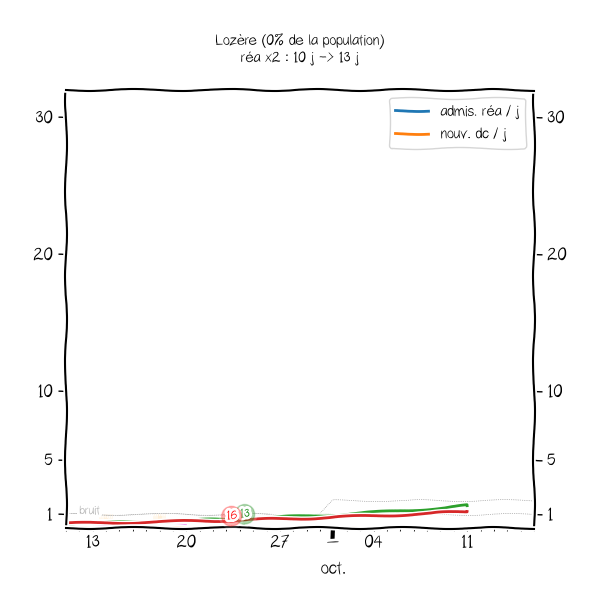 Lozère (0% de la population)
réa x2 : 10 j -> 13 j
admis. réa / j
nouv. dc / j
30
30
20
20
10
10
5
5
1
1
bruit
16
13
13
20
27
04
11
oct.